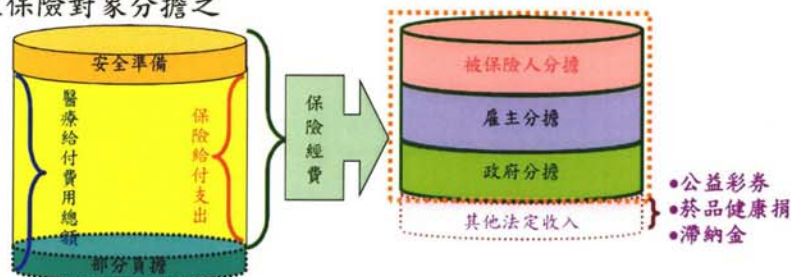 保險對象分擔之
安全準備
醫療給付費用總額
保險給付支出
部分負擔
保險經費
被保險人分擔
雇主分擔
政府分擔
其他法定收入
•公益彩券
•菸品健康捐
•滯納金